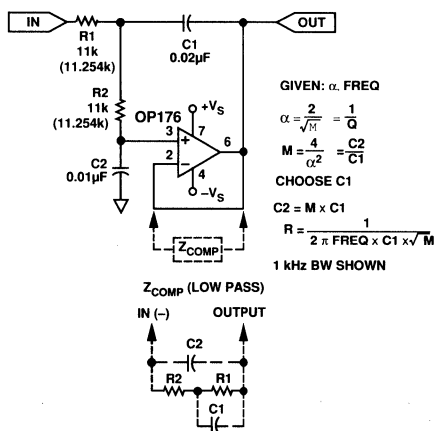 IN
R1
11k
(11.254k)
C1
0.02µF
OUT
R2
11k
(11.254k)
OP176
+VS
3
7
6
2
4
+
−
−VS
C2
0.01µF
ZCOMP
GIVEN: α, FREQ
α = 2/√M = 1/Q
M = 4/α² = C2/C1
CHOOSE C1
C2 = M × C1
R = 1/(2 π FREQ × C1 × √M)
1 kHz BW SHOWN
ZCOMP (LOW PASS)
IN (−) OUTPUT
C2
R2 R1
C1